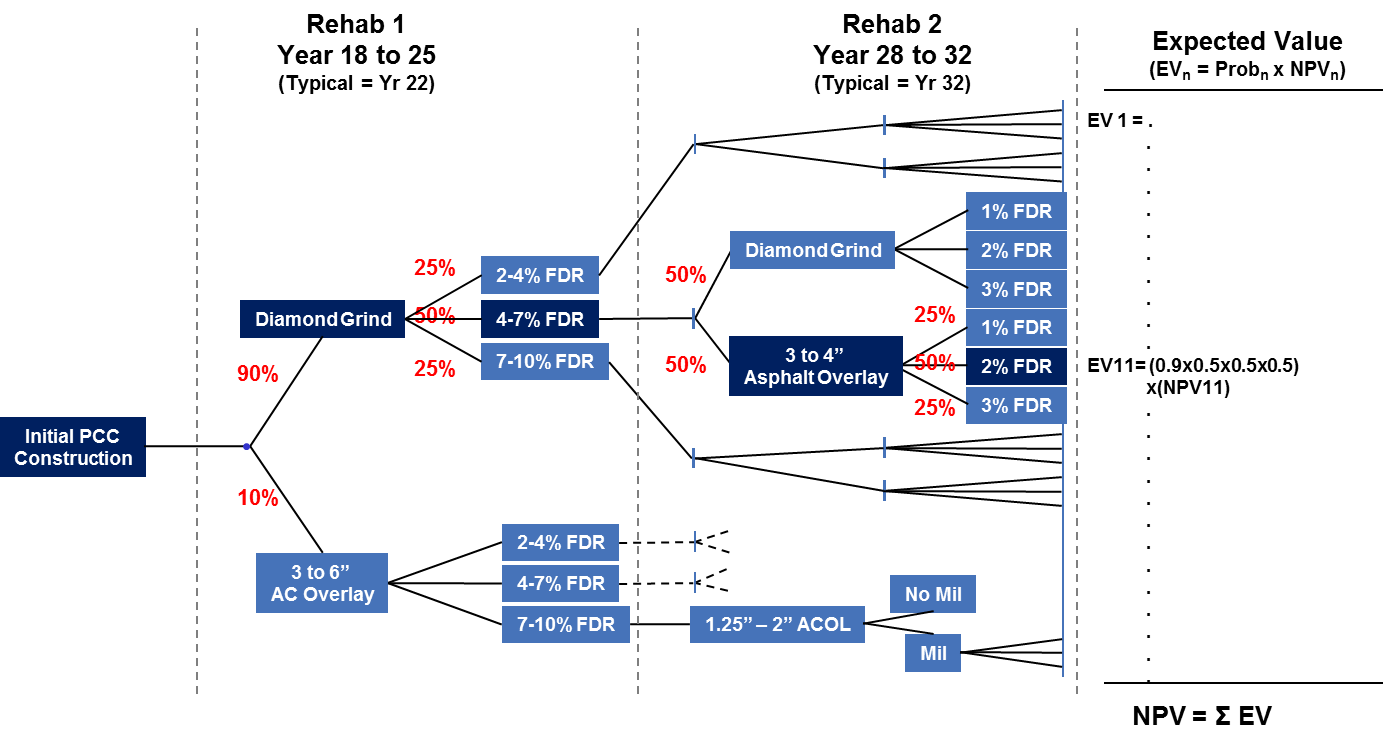 Rehab 1
Year 18 to 25
(Typical = Yr 22)
Rehab 2
Year 28 to 32
(Typical = Yr 32)
Expected Value
(EVn = Probn x NPVn)
EV 1 = .
1% FDR
Diamond Grind
2% FDR
25%
2-4% FDR
50%
3% FDR
Diamond Grind
50%
4-7% FDR
25%
1% FDR
25%
7-10% FDR
50%
3 to 4”
Asphalt Overlay
50%
2% FDR
EV11= (0.9x0.5x0.5x0.5)
x(NPV11)
90%
25%
3% FDR
Initial PCC
Construction
10%
2-4% FDR
3 to 6”
AC Overlay
4-7% FDR
No Mil
7-10% FDR
1.25” – 2” ACOL
Mil
NPV = Σ EV